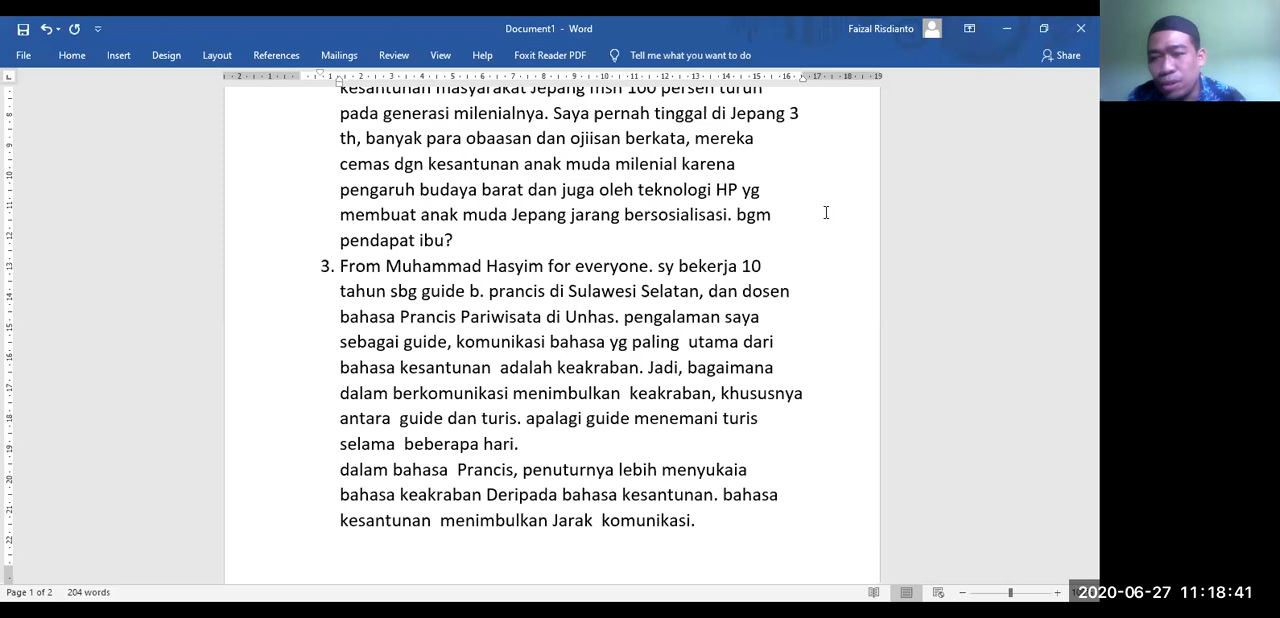 Document1 - Word
Faizal Risdianto
File Home Insert Design Layout References Mailings Review View Help Foxit Reader PDF Tell me what you want to do Share
kesantunan masyarakat Jepang msh 100 persen turun
pada generasi milenialnya. Saya pernah tinggal di Jepang 3
th, banyak para obaasan dan ojiisan berkata, mereka
cemas dgn kesantunan anak muda milenial karena
pengaruh budaya barat dan juga oleh teknologi HP yg
membuat anak muda Jepang jarang bersosialisasi. bgm
pendapat ibu?
3. From Muhammad Hasyim for everyone. sy bekerja 10
tahun sbg guide b. prancis di Sulawesi Selatan, dan dosen
bahasa Prancis Pariwisata di Unhas. pengalaman saya
sebagai guide, komunikasi bahasa yg paling utama dari
bahasa kesantunan adalah keakraban. Jadi, bagaimana
dalam berkomunikasi menimbulkan keakraban, khususnya
antara guide dan turis. apalagi guide menemani turis
selama beberapa hari.
dalam bahasa Prancis, penuturnya lebih menyukaia
bahasa keakraban Deripada bahasa kesantunan. bahasa
kesantunan menimbulkan Jarak komunikasi.
Page 1 of 2 204 words
2020-06-27 11:18:41